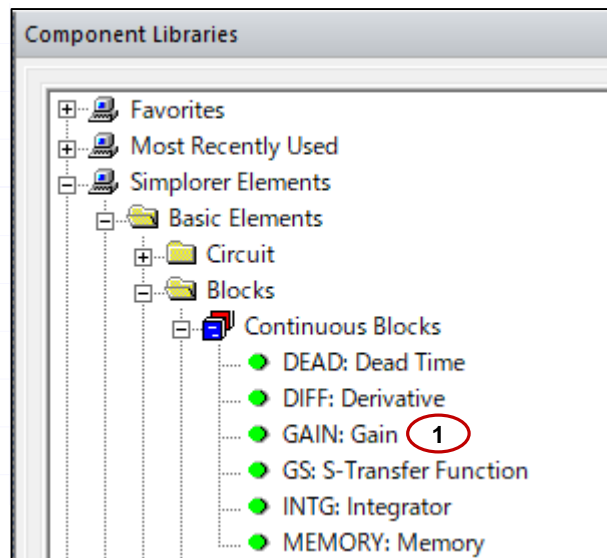 Component Libraries
Favorites
Most Recently Used
Simplorer Elements
Basic Elements
Circuit
Blocks
Continuous Blocks
DEAD: Dead Time
DIFF: Derivative
GAIN: Gain 1
GS: S-Transfer Function
INTG: Integrator
MEMORY: Memory